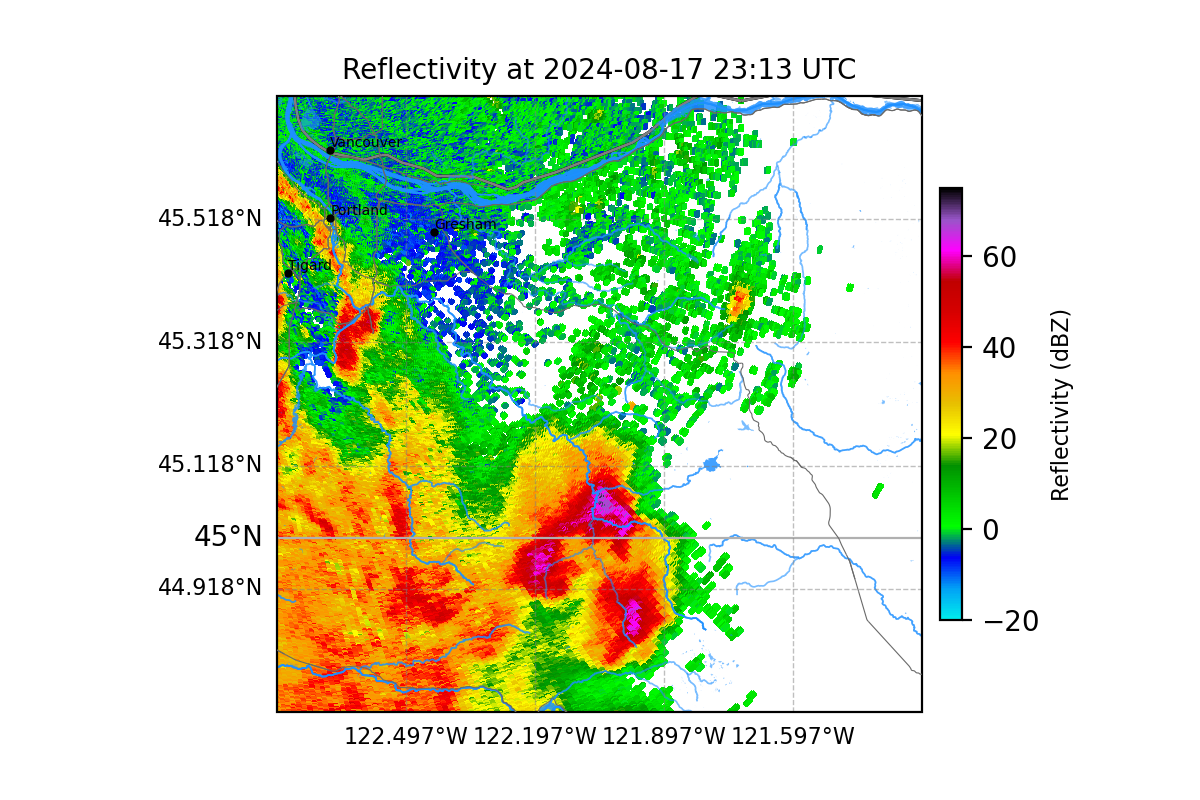 Reflectivity at 2024-08-17 23:13 UTC
Vancouver
Portland
Gresham
Tigard
45.518°N
45.318°N
45.118°N
45°N
44.918°N
122.497°W 122.197°W 121.897°W 121.597°W
60
40
20
0
−20
Reflectivity (dBZ)